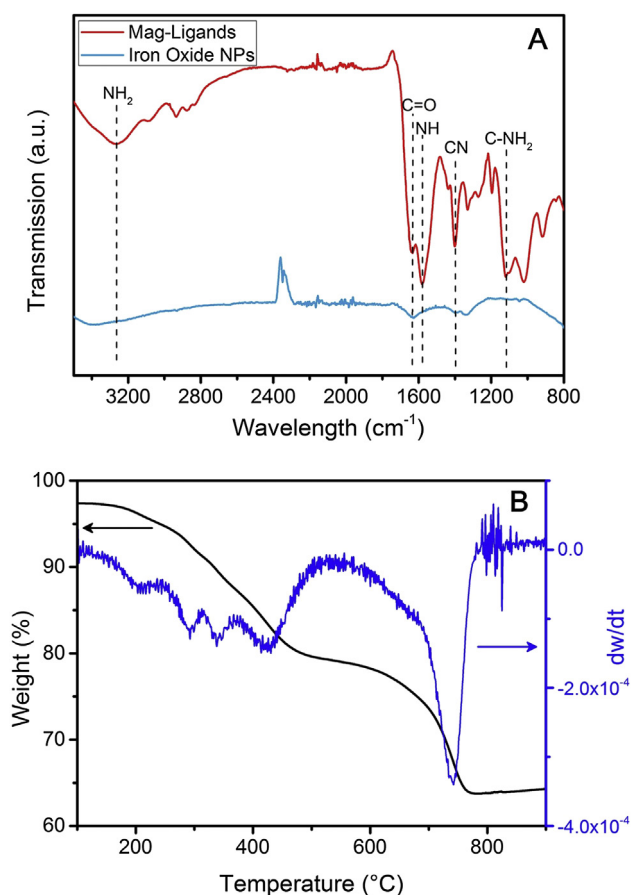 Mag-Ligands
Iron Oxide NPs
A
NH₂
C=O
NH
CN
C-NH₂
Transmission (a.u.)
3200 2800 2400 2000 1600 1200 800
Wavelength (cm⁻¹)
B
100
90
80
70
60
Weight (%)
0.0
-2.0x10⁻⁴
-4.0x10⁻⁴
dw/dt
200 400 600 800
Temperature (°C)